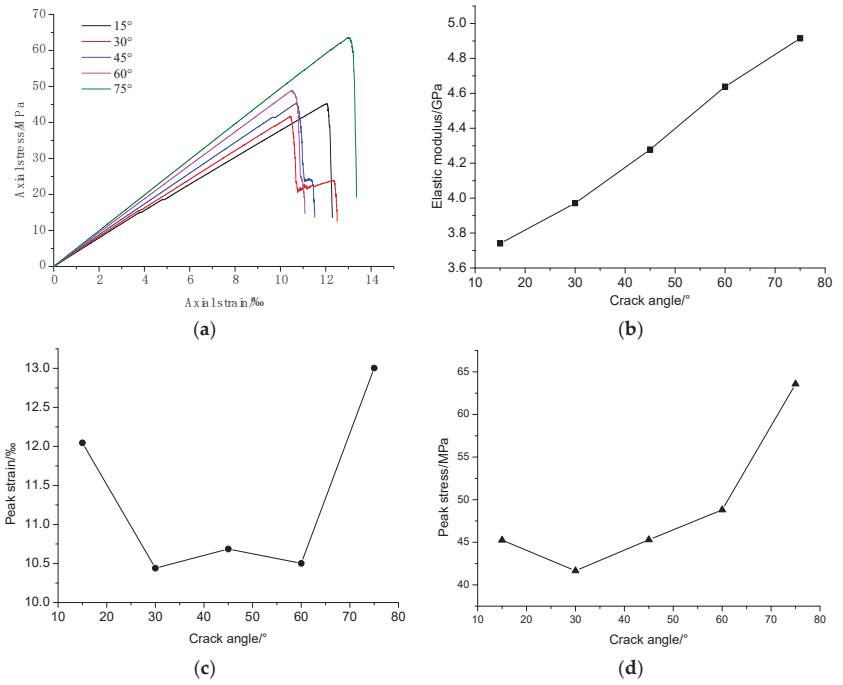 70
60
50
40
30
20
10
0
Axial stress/MPa
15°
30°
45°
60°
75°
0 2 4 6 8 10 12 14
Axial strain/‰
(a)
5.0
4.8
4.6
4.4
4.2
4.0
3.8
3.6
Elastic modulus/GPa
10 20 30 40 50 60 70 80
Crack angle/°
(b)
13.0
12.5
12.0
11.5
11.0
10.5
10.0
Peak strain/‰
10 20 30 40 50 60 70 80
Crack angle/°
(c)
65
60
55
50
45
40
Peak stress/MPa
10 20 30 40 50 60 70 80
Crack angle/°
(d)